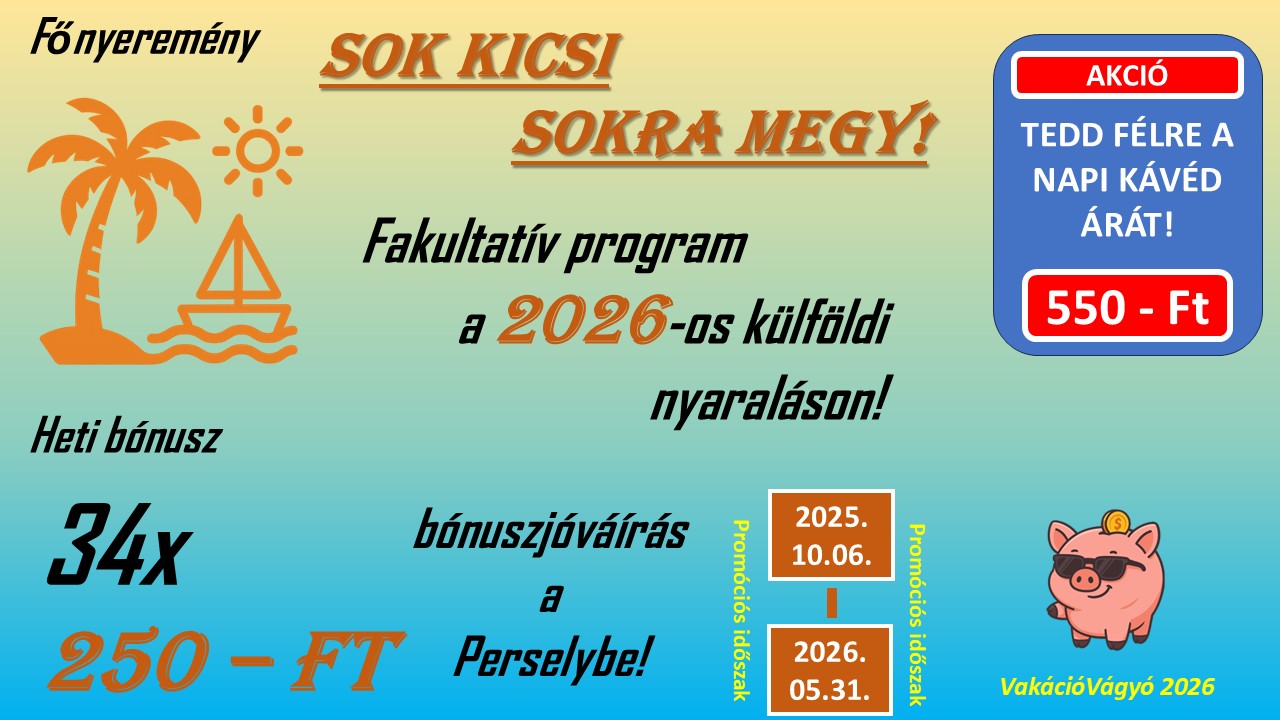 Fő nyeremény
SOK KICSI
SOKRA MEGY!
AKCIÓ
TEDD FÉLRE A
NAPI KÁVÉD
ÁRÁT!
550 - Ft
Fakultatív program
a 2026-os külföldi
nyaraláson!
Heti bónusz
34x
250 – FT
bónuszjóváírás
a
Perselybe!
Promóciós időszak
2025.
10.06.
2026.
05.31.
Promóciós időszak
VakációVágyó 2026